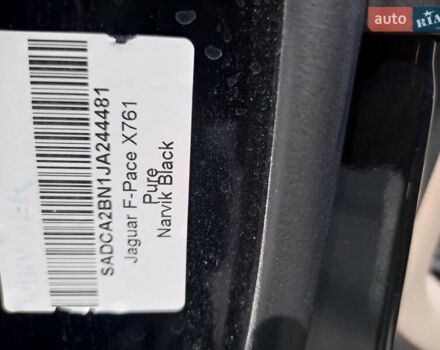 SADCA2BN1JA244481
Jaguar F-Pace X761
Pure
Narvik Black
auto
RIA